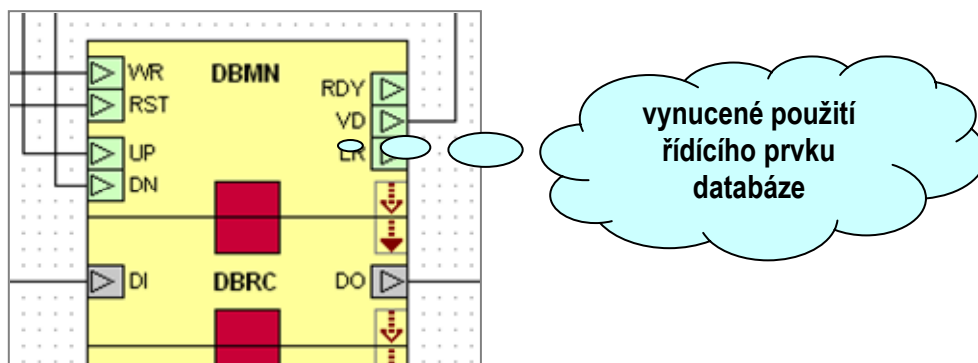 WR
DBMN
RDY
RST
VD
UP
ER
DN
DI
DBRC
DO
vynucené použití
řídícího prvku
databáze